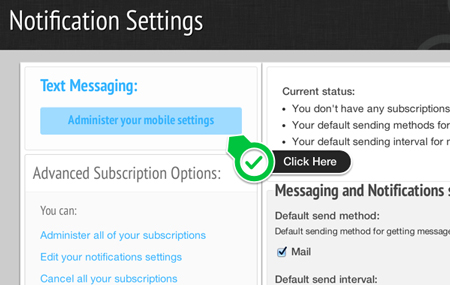 Notification Settings
Text Messaging:
Administer your mobile settings
Advanced Subscription Options:
You can:
Administer all of your subscriptions
Edit your notifications settings
Cancel all your subscriptions
Current status:
You don't have any subscriptions
Your default sending methods for
Your default sending interval for
Click Here
Messaging and Notifications s
Default send method:
Default sending method for getting message
Mail
Default send interval: